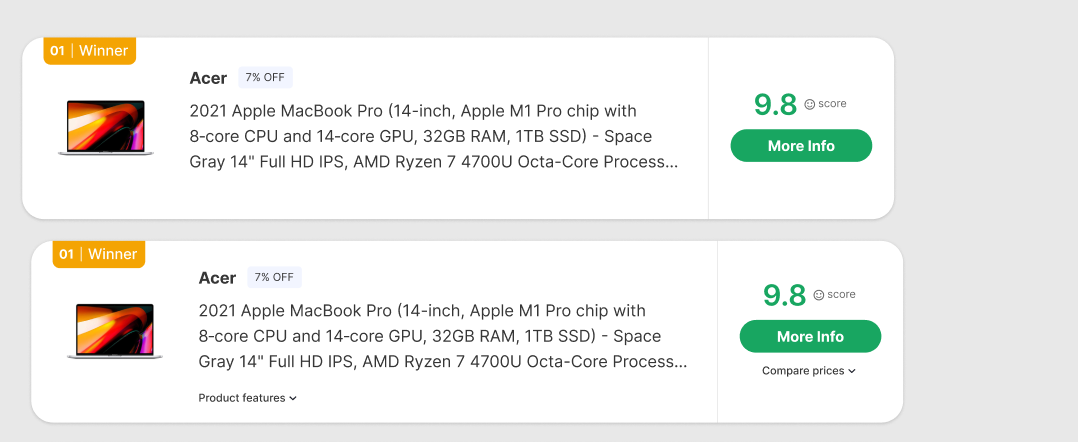 01 | Winner
Acer 7% OFF
2021 Apple MacBook Pro (14-inch, Apple M1 Pro chip with
8-core CPU and 14-core GPU, 32GB RAM, 1TB SSD) - Space
Gray 14" Full HD IPS, AMD Ryzen 7 4700U Octa-Core Process...
9.8 score
More Info
01 | Winner
Acer 7% OFF
2021 Apple MacBook Pro (14-inch, Apple M1 Pro chip with
8-core CPU and 14-core GPU, 32GB RAM, 1TB SSD) - Space
Gray 14" Full HD IPS, AMD Ryzen 7 4700U Octa-Core Process...
Product features
9.8 score
More Info
Compare prices